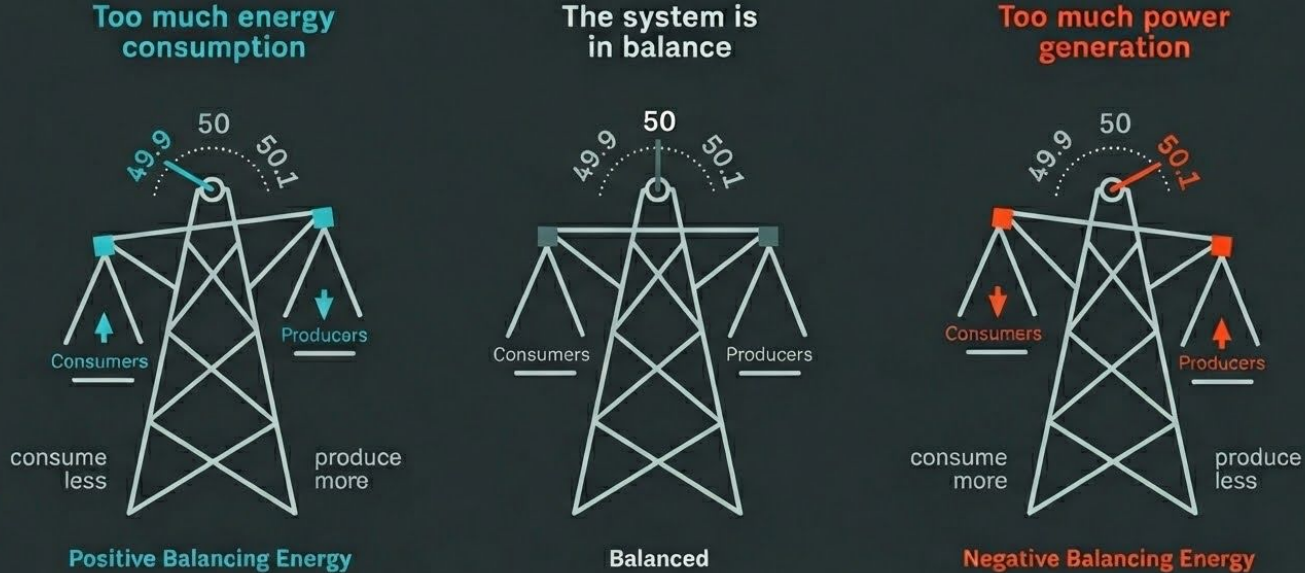 Too much energy
consumption
49.9
50
50.1
Consumers
Producers
consume
less
produce
more
Positive Balancing Energy
The system is
in balance
49.9
50
50.1
Consumers
Producers
Balanced
Too much power
generation
49.9
50
50.1
Consumers
Producers
consume
more
produce
less
Negative Balancing Energy